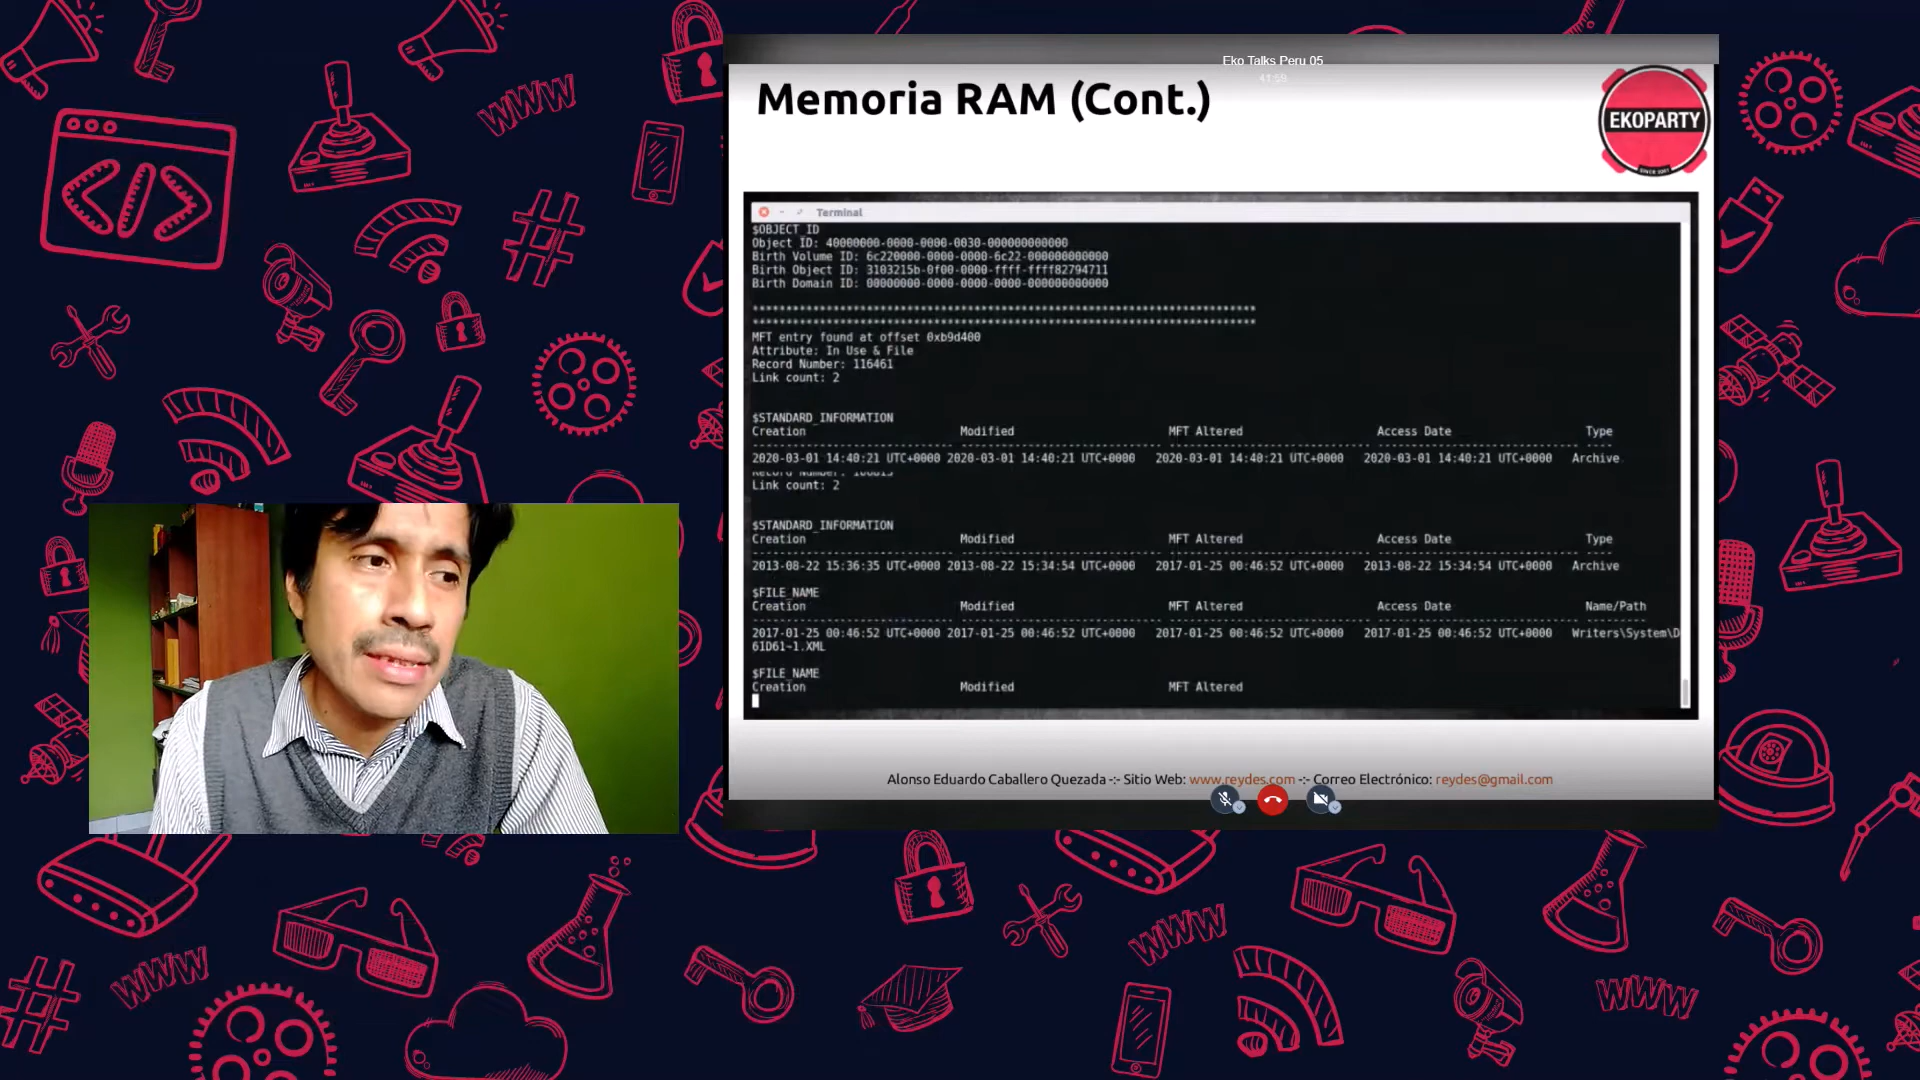 Eko Talks Peru 05
41:59
Memoria RAM (Cont.)
EKOPARTY
SINCE 2001
Terminal
$OBJECT_ID
Object ID: 40000000-0000-0000-0030-000000000000
Birth Volume ID: 6c220000-0000-0000-6c22-000000000000
Birth Object ID: 3103215b-0f00-0000-ffff-ffff82794711
Birth Domain ID: 00000000-0000-0000-0000-000000000000
***************************************************************************
***************************************************************************
MFT entry found at offset 0xb9d400
Attribute: In Use & File
Record Number: 116461
Link count: 2
$STANDARD_INFORMATION
Creation Modified MFT Altered Access Date Type
2020-03-01 14:40:21 UTC+0000 2020-03-01 14:40:21 UTC+0000 2020-03-01 14:40:21 UTC+0000 2020-03-01 14:40:21 UTC+0000 Archive
Record Number:
Link count: 2
$STANDARD_INFORMATION
Creation Modified MFT Altered Access Date Type
2013-08-22 15:36:35 UTC+0000 2013-08-22 15:34:54 UTC+0000 2017-01-25 00:46:52 UTC+0000 2013-08-22 15:34:54 UTC+0000 Archive
$FILE_NAME
Creation Modified MFT Altered Access Date Name/Path
2017-01-25 00:46:52 UTC+0000 2017-01-25 00:46:52 UTC+0000 2017-01-25 00:46:52 UTC+0000 2017-01-25 00:46:52 UTC+0000 Writers\System\D
61D61~1.XML
$FILE_NAME
Creation Modified MFT Altered
Alonso Eduardo Caballero Quezada -:- Sitio Web: www.reydes.com -:- Correo Electrónico: reydes@gmail.com
WWW
WWW
WWW
WWW